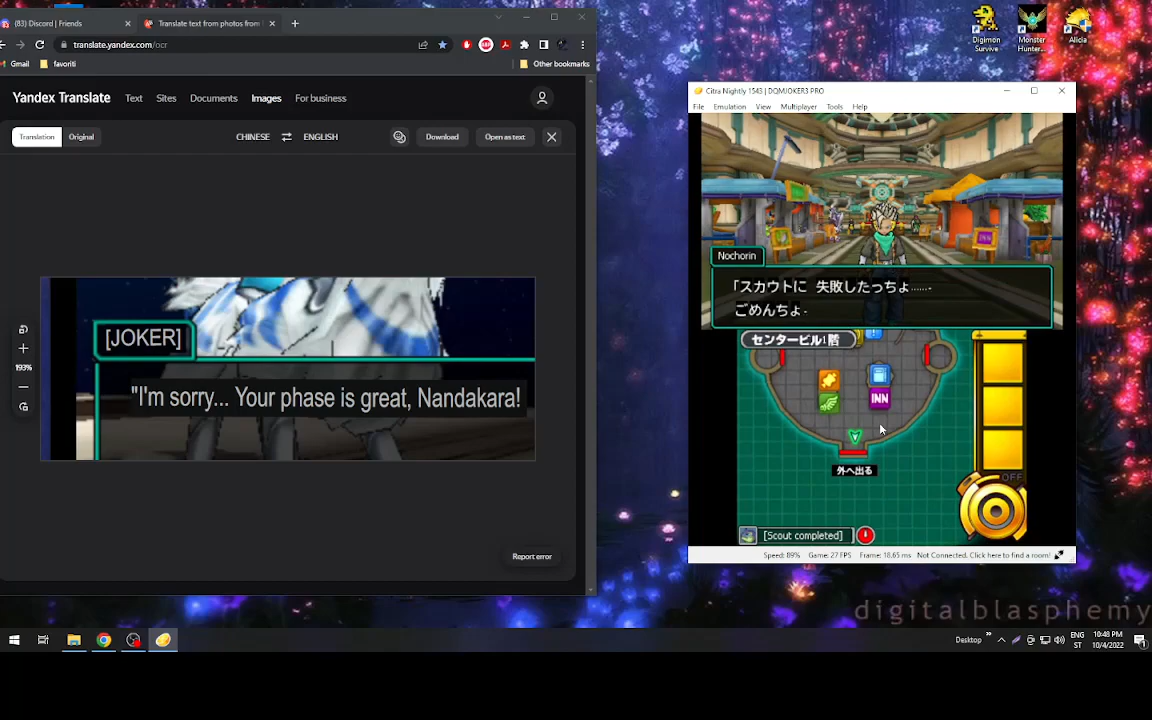 (83) Discord | Friends
Translate text from photos from
translate.yandex.com/ocr
Gmail
favoriti
Other bookmarks
Yandex Translate
Text
Sites
Documents
Images
For business
Translation
Original
CHINESE
ENGLISH
Download
Open as text
193%
[JOKER]
"I'm sorry... Your phase is great, Nandakara!
Report error
Digimon
Survive
Monster
Hunter...
Alicia
Citra Nightly 1543 | DQMJOKER3 PRO
File
Emulation
View
Multiplayer
Tools
Help
Nochorin
「スカウトに 失敗したっちょ……。
ごめんちょ。
センタービル1階
INN
外へ出る
OFF
[Scout completed]
Speed: 89%
Game: 27 FPS
Frame: 18.65 ms
Not Connected. Click here to find a room!
digitalblasphemy
Desktop
ENG
ST
10:48 PM
10/4/2022